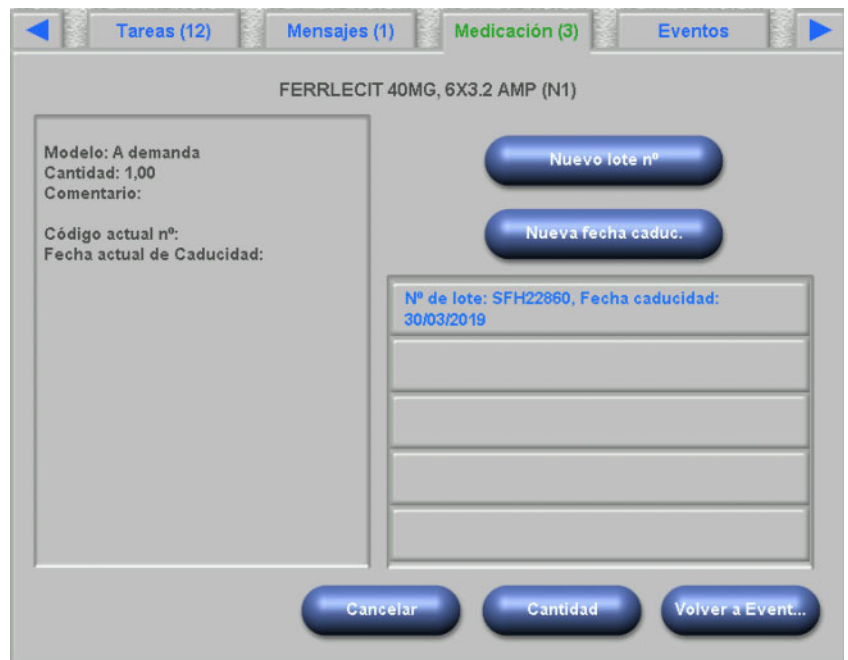 Tareas (12)
Mensajes (1)
Medicación (3)
Eventos
FERRLECIT 40MG, 6X3.2 AMP (N1)
Modelo: A demanda
Cantidad: 1,00
Comentario:
Código actual nº:
Fecha actual de Caducidad:
Nuevo lote nº
Nueva fecha caduc.
Nº de lote: SFH22860, Fecha caducidad:
30/03/2019
Cancelar
Cantidad
Volver a Event...